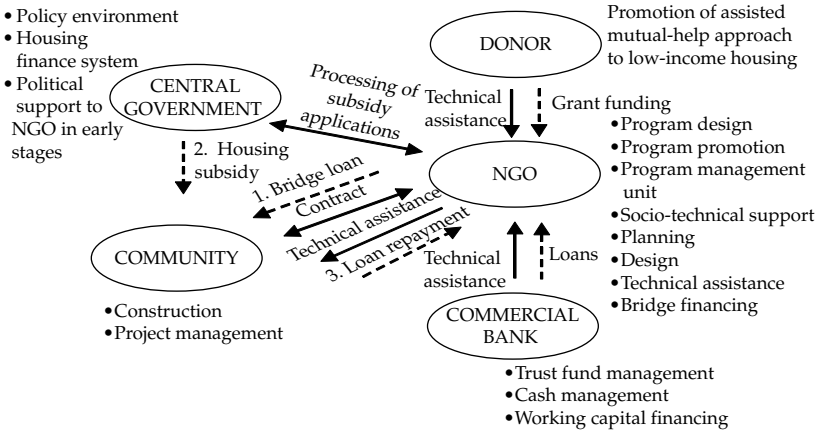 • Policy environment
• Housing
finance system
• Political
support to
NGO in early
stages
CENTRAL
GOVERNMENT
Processing of
subsidy
applications
DONOR
Promotion of assisted
mutual-help approach
to low-income housing
Technical
assistance
Grant funding
2. Housing
subsidy
1. Bridge loan
Contract
Technical assistance
3. Loan repayment
NGO
• Program design
• Program promotion
• Program management
unit
• Socio-technical support
• Planning
• Design
• Technical assistance
• Bridge financing
COMMUNITY
• Construction
• Project management
Technical
assistance
Loans
COMMERCIAL
BANK
• Trust fund management
• Cash management
• Working capital financing